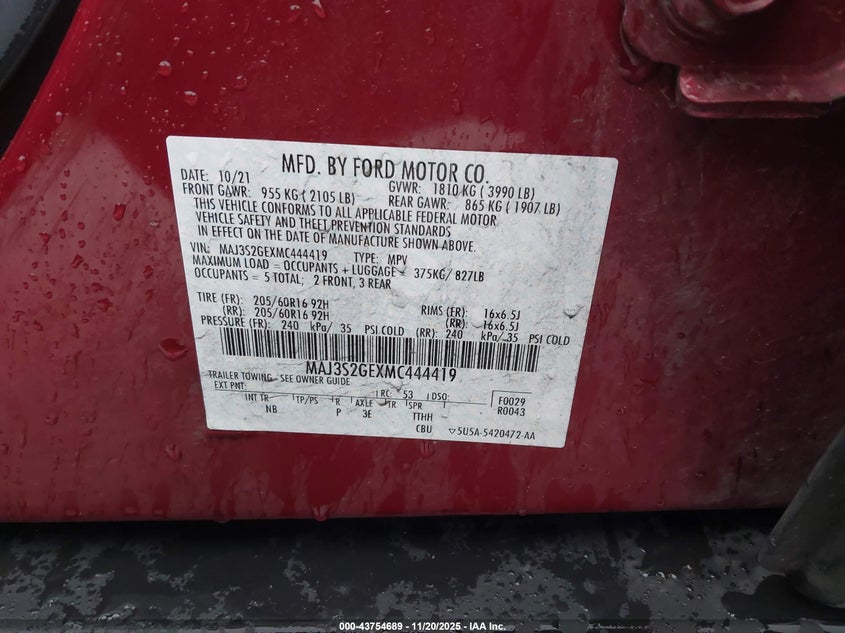 MFD. BY FORD MOTOR CO.
DATE: 10/21 GVWR: 1810 KG ( 3990 LB)
FRONT GAWR: 955 KG ( 2105 LB) REAR GAWR: 865 KG ( 1907 LB)
THIS VEHICLE CONFORMS TO ALL APPLICABLE FEDERAL MOTOR
VEHICLE SAFETY AND THEFT PREVENTION STANDARDS
IN EFFECT ON THE DATE OF MANUFACTURE SHOWN ABOVE.
VIN: MAJ3S2GEXMC444419 TYPE: MPV
MAXIMUM LOAD = OCCUPANTS + LUGGAGE = 375KG/ 827LB
OCCUPANTS = 5 TOTAL; 2 FRONT, 3 REAR
TIRE (FR): 205/60R16 92H RIMS (FR): 16x6.5J
(RR): 205/60R16 92H (RR): 16x6.5J
PRESSURE (FR): 240 kPa/ 35 PSI COLD (RR): 240 kPa/ 35 PSI COLD
MAJ3S2GEXMC444419
TRAILER TOWING - SEE OWNER GUIDE
EXT PNT: RC: 53 DSO: F0029
INT TR TP/PS R AXLE TR SPR R0043
NB P 3E TTHH
CBU ▽5U5A-5420472-AA
000-43754689 - 11/20/2025 - IAA Inc.